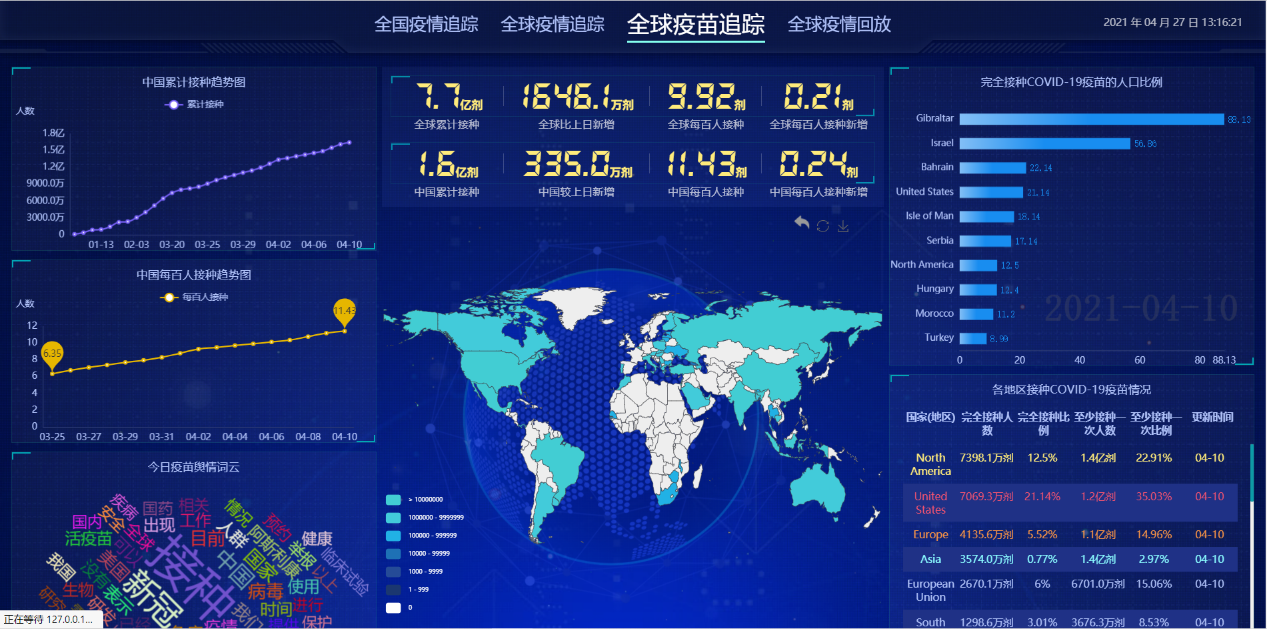 全国疫情追踪 全球疫情追踪 全球疫苗追踪 全球疫情回放
2021 年 04 月 27 日 13:16:21
中国累计接种趋势图
累计接种
人数
1.8亿
1.5亿
1.2亿
9000.0万
6000.0万
3000.0万
0
01-13 02-03 03-20 03-25 03-29 04-02 04-06 04-10
中国每百人接种趋势图
每百人接种
人数
12
10
8
6
4
2
0
6.35
11.43
03-25 03-27 03-29 03-31 04-02 04-04 04-06 04-08 04-10
今日疫苗舆情词云
疾病
国药
相关
情况
国内
安全
出现
工作
人群
预约
健康
活疫苗
全球
目前
阿斯利康
举报
可以
接种
临床试验
我国
没有
美国
中国
国家
以上
生物
表示
新冠
病毒
使用
研究
研发
我们
时间
进行
已经
疫情
提供
保护
正在等待 127.0.0.1...
7.7亿剂 1646.1万剂 9.92剂 0.21剂
全球累计接种 全球比上日新增 全球每百人接种 全球每百人接种新增
1.6亿剂 335.0万剂 11.43剂 0.24剂
中国累计接种 中国较上日新增 中国每百人接种 中国每百人接种新增
> 10000000
1000000 - 9999999
100000 - 999999
10000 - 99999
1000 - 9999
1 - 999
0
完全接种COVID-19疫苗的人口比例
Gibraltar 88.13
Israel 56.86
Bahrain 22.14
United States 21.14
Isle of Man 18.14
Serbia 17.14
North America 12.5
Hungary 12.4
Morocco 11.2
Turkey 8.99
2021-04-10
0 20 40 60 80 88.13
各地区接种COVID-19疫苗情况
国家(地区) 完全接种人数 完全接种比例 至少接种一次人数 至少接种一次比例 更新时间
North America 7398.1万剂 12.5% 1.4亿剂 22.91% 04-10
United States 7069.3万剂 21.14% 1.2亿剂 35.03% 04-10
Europe 4135.6万剂 5.52% 1.1亿剂 14.96% 04-10
Asia 3574.0万剂 0.77% 1.4亿剂 2.97% 04-10
European Union 2670.1万剂 6% 6701.0万剂 15.06% 04-10
South 1298.6万剂 3.01% 3676.3万剂 8.53% 04-10